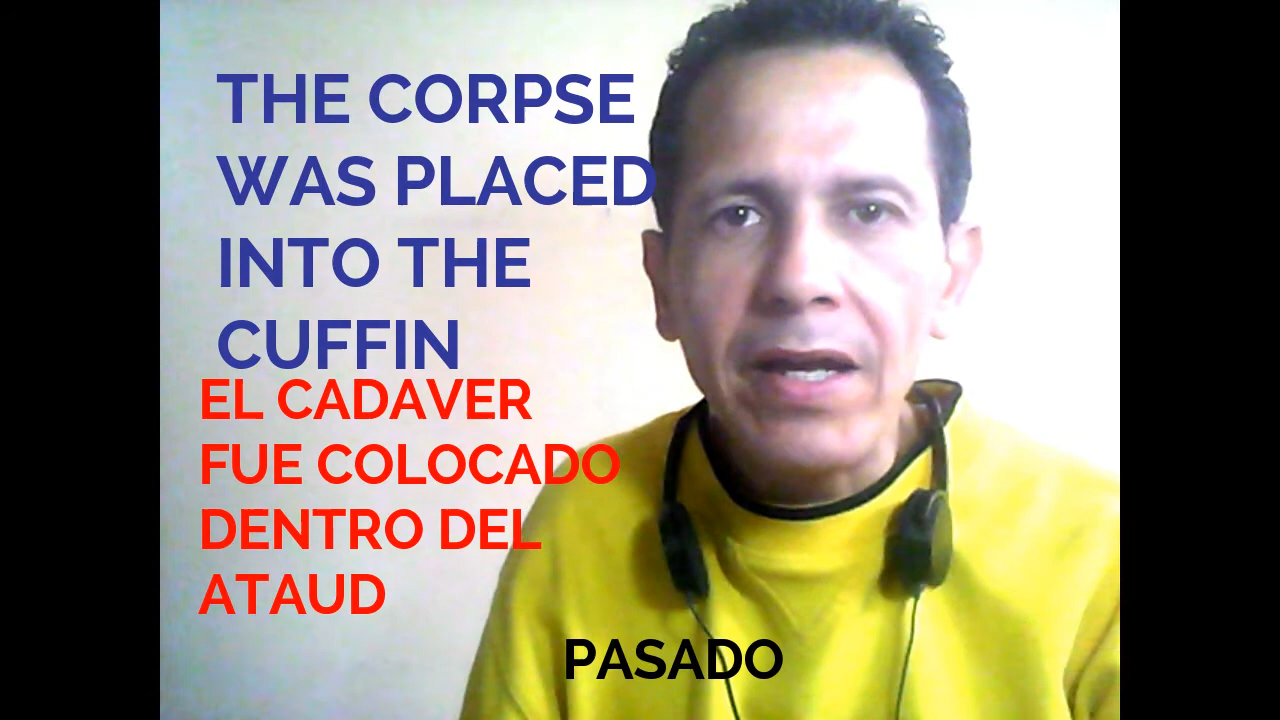 THE CORPSE
WAS PLACED
INTO THE
CUFFIN
EL CADAVER
FUE COLOCADO
DENTRO DEL
ATAUD
PASADO